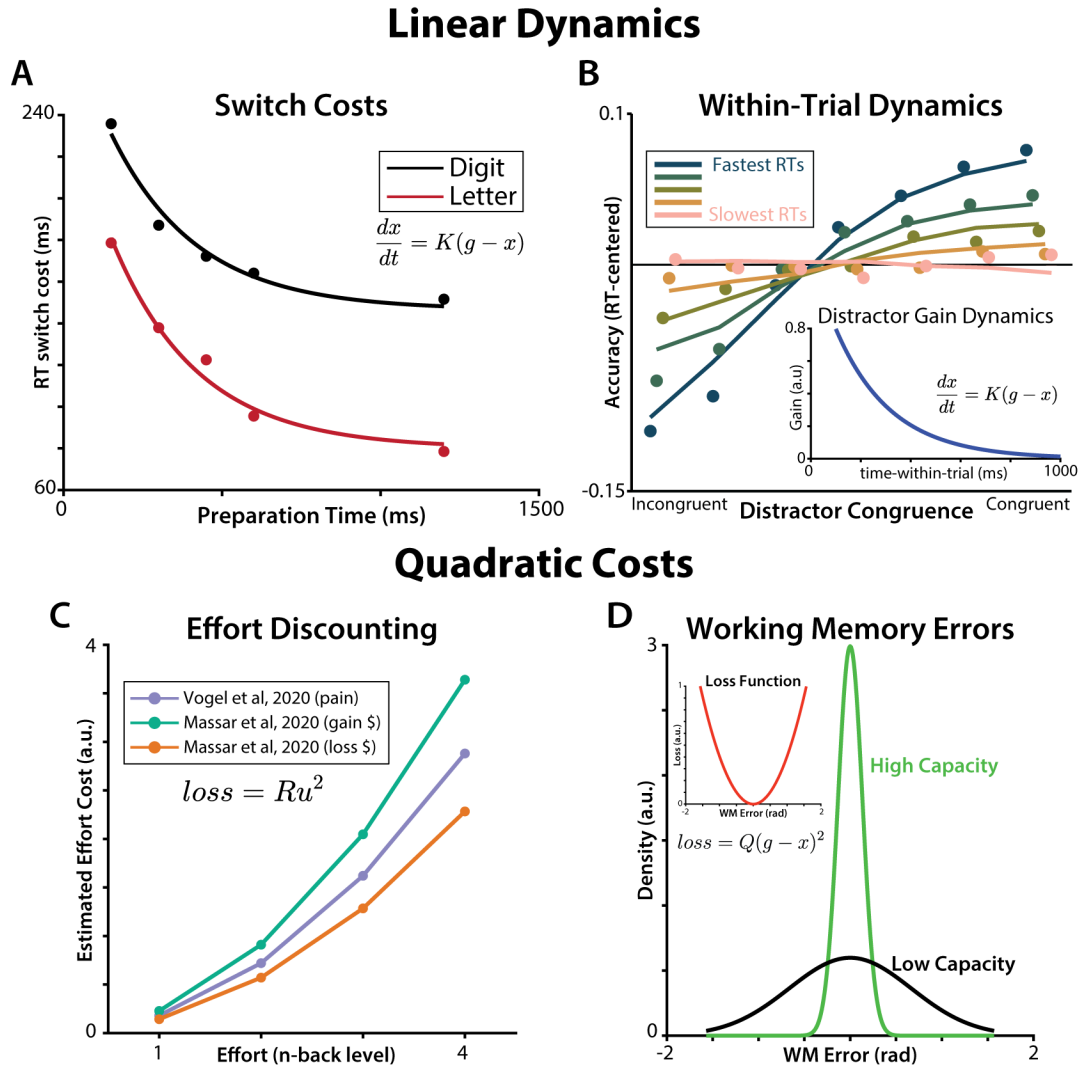 Linear Dynamics
A
Switch Costs
240
Digit
Letter
dx
dt
= K(g − x)
RT switch cost (ms)
60
0
Preparation Time (ms)
1500
B
Within-Trial Dynamics
0.1
Fastest RTs
Slowest RTs
Accuracy (RT-centered)
Distractor Gain Dynamics
0.8
Gain (a.u)
dx
dt
= K(g − x)
0
0
time-within-trial (ms)
1000
-0.15
Incongruent
Distractor Congruence
Congruent
Quadratic Costs
C
Effort Discounting
4
Vogel et al, 2020 (pain)
Massar et al, 2020 (gain $)
Massar et al, 2020 (loss $)
loss = Ru²
Estimated Effort Cost (a.u.)
0
1
Effort (n-back level)
4
D
Working Memory Errors
3
Loss Function
1
Loss (a.u.)
0
-2
WM Error (rad)
2
loss = Q(g − x)²
High Capacity
Density (a.u.)
Low Capacity
0
-2
WM Error (rad)
2